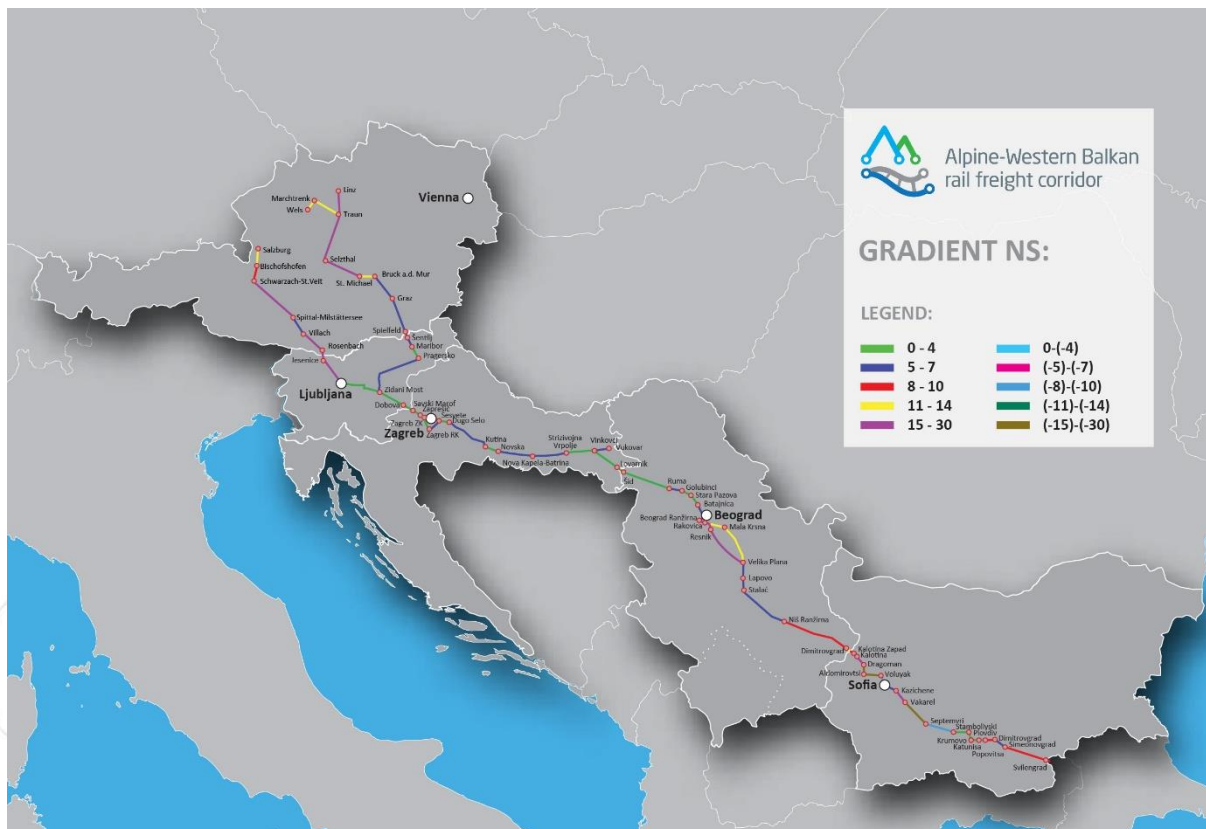 Alpine-Western Balkan
rail freight corridor
GRADIENT NS:
LEGEND:
0 - 4
0-(-4)
5 - 7
(-5)-(-7)
8 - 10
(-8)-(-10)
11 - 14
(-11)-(-14)
15 - 30
(-15)-(-30)
Linz
Marchtrenk
Vienna
Wels
Traun
Salzburg
Selzthal
Bischofshofen
Bruck a.d. Mur
Schwarzach-St.Veit
St. Michael
Graz
Spittal-Milstättersee
Spielfeld
Villach
Šentilj
Maribor
Rosenbach
Pragersko
Jesenice
Ljubljana
Zidani Most
Dobova
Savski Marof
Zaprešić
Sesvete
Zagreb ZK
Dugo Selo
Zagreb
Zagreb RK
Kutina
Novska
Strizivojna
Vrpolje
Vinkovci
Vukovar
Nova Kapela-Batrina
Tovarnik
Šid
Ruma
Golubinci
Stara Pazova
Batajnica
Beograd Ranžirna
Beograd
Rakovica
Mala Krsna
Resnik
Velika Plana
Lapovo
Stalać
Niš Ranžirna
Dimitrovgrad
Kalotina Zapad
Kalotina
Dragoman
Aldomirovtsi
Voluyak
Sofia
Kazichene
Vakarel
Septemvri
Stamboliyski
Plovdiv
Krumovo
Dimitrovgrad
Katunisa
Simeonovgrad
Popovitsa
Svilengrad